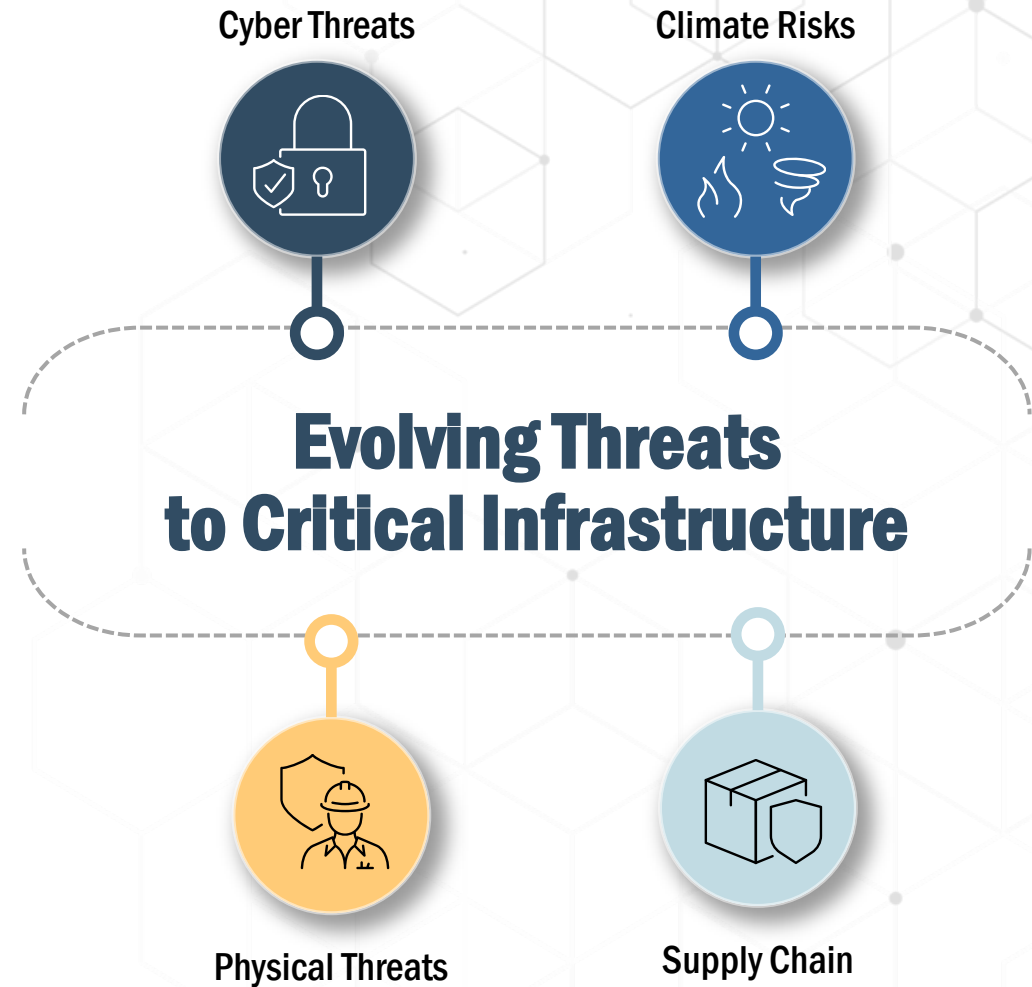 Cyber Threats
Climate Risks
Evolving Threats
to Critical Infrastructure
Physical Threats
Supply Chain